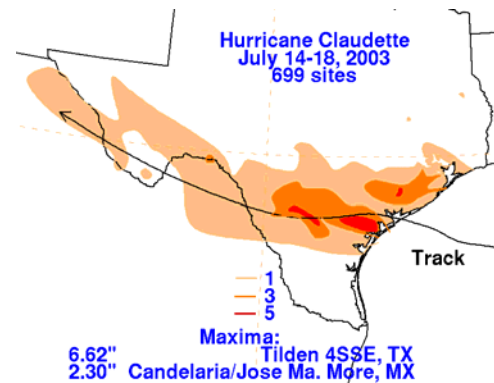 Hurricane Claudette
July 14-18, 2003
699 sites
Track
1
3
5
Maxima:
6.62" Tilden 4SSE, TX
2.30" Candelaria/Jose Ma. More, MX